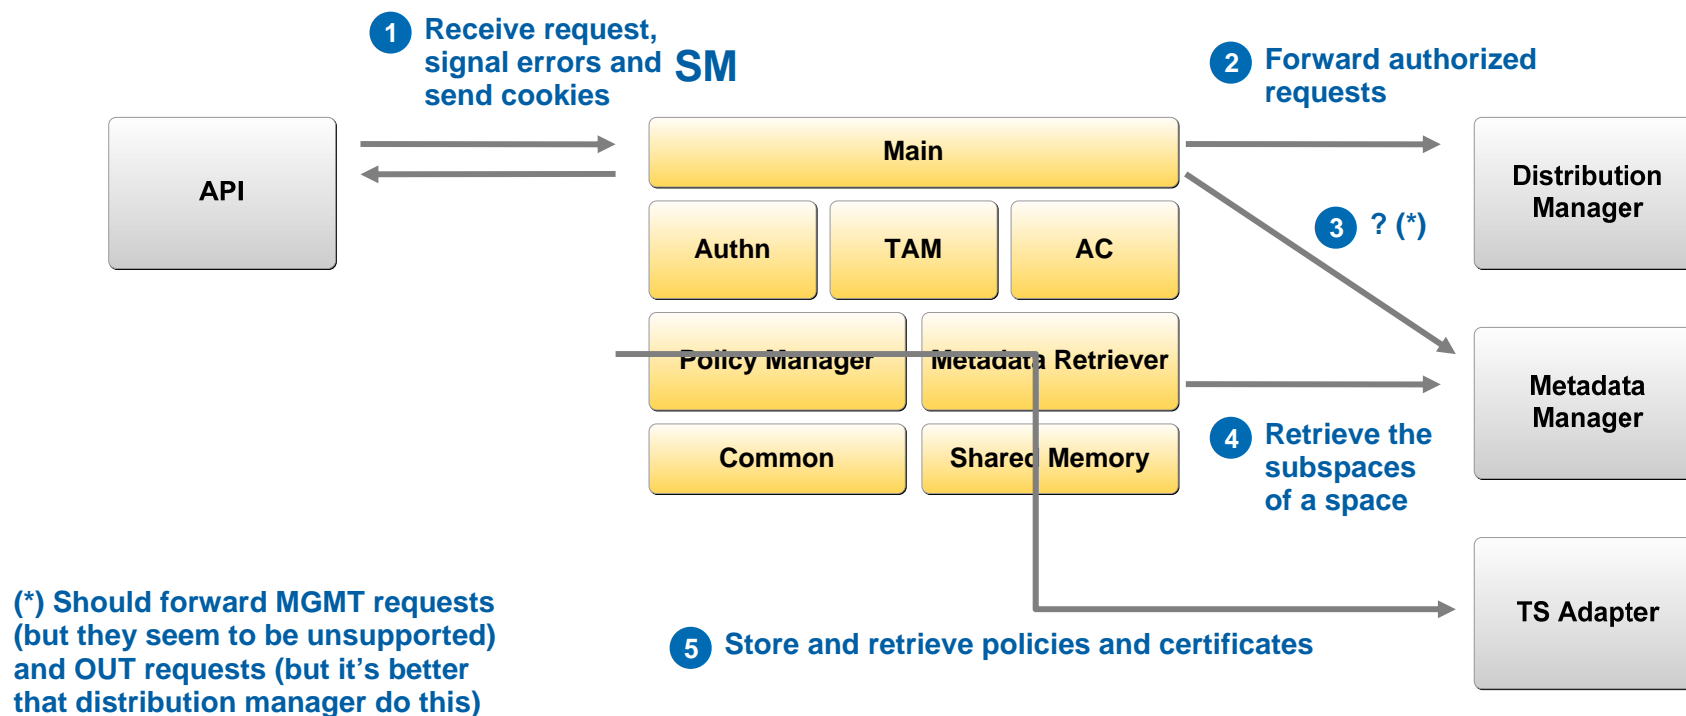 1 Receive request,
signal errors and
send cookies
SM
2 Forward authorized
requests
API
Main
Distribution
Manager
Authn
TAM
AC
3 ? (*)
Policy Manager
Metadata Retriever
Metadata
Manager
Common
Shared Memory
4 Retrieve the
subspaces
of a space
TS Adapter
(*) Should forward MGMT requests
(but they seem to be unsupported)
and OUT requests (but it's better
that distribution manager do this)
5 Store and retrieve policies and certificates